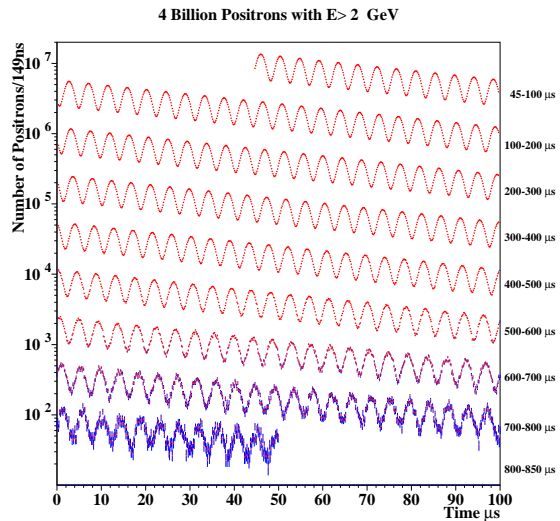 4 Billion Positrons with E> 2 GeV
Number of Positrons/149ns
10^7
10^6
10^5
10^4
10^3
10^2
45-100 μs
100-200 μs
200-300 μs
300-400 μs
400-500 μs
500-600 μs
600-700 μs
700-800 μs
800-850 μs
0 10 20 30 40 50 60 70 80 90 100
Time μs